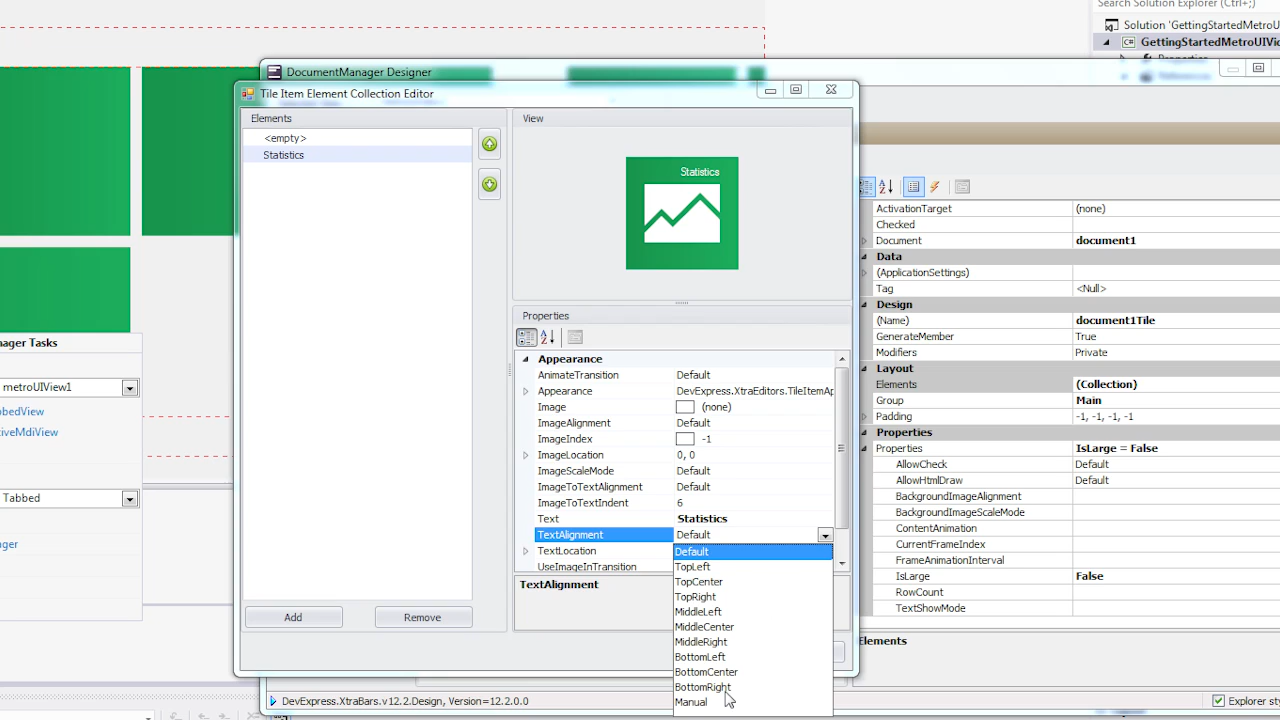 Search Solution Explorer (Ctrl+;)
Solution 'GettingStartedMetroUI
GettingStartedMetroUIVi
Properties
DocumentManager Designer
Tile Item Element Collection Editor
Elements
<empty>
Statistics
Add
Remove
View
Statistics
Properties
Appearance
AnimateTransition Default
Appearance DevExpress.XtraEditors.TileItemAp
Image (none)
ImageAlignment Default
ImageIndex -1
ImageLocation 0, 0
ImageScaleMode Default
ImageToTextAlignment Default
ImageToTextIndent 6
Text Statistics
TextAlignment Default
TextLocation
UseImageInTransition
TextAlignment
Default
TopLeft
TopCenter
TopRight
MiddleLeft
MiddleCenter
MiddleRight
BottomLeft
BottomCenter
BottomRight
Manual
ActivationTarget (none)
Checked
Document document1
Data
(ApplicationSettings)
Tag <Null>
Design
(Name) document1Tile
GenerateMember True
Modifiers Private
Layout
Elements (Collection)
Group Main
Padding -1, -1, -1, -1
Properties
Properties IsLarge = False
AllowCheck Default
AllowHtmlDraw Default
BackgroundImageAlignment
BackgroundImageScaleMode
ContentAnimation
CurrentFrameIndex
FrameAnimationInterval
IsLarge False
RowCount
TextShowMode
Elements
nager Tasks
metroUIView1
bbedView
tiveMdiView
Tabbed
nager
DevExpress.XtraBars.v12.2.Design, Version=12.2.0.0
Explorer sty